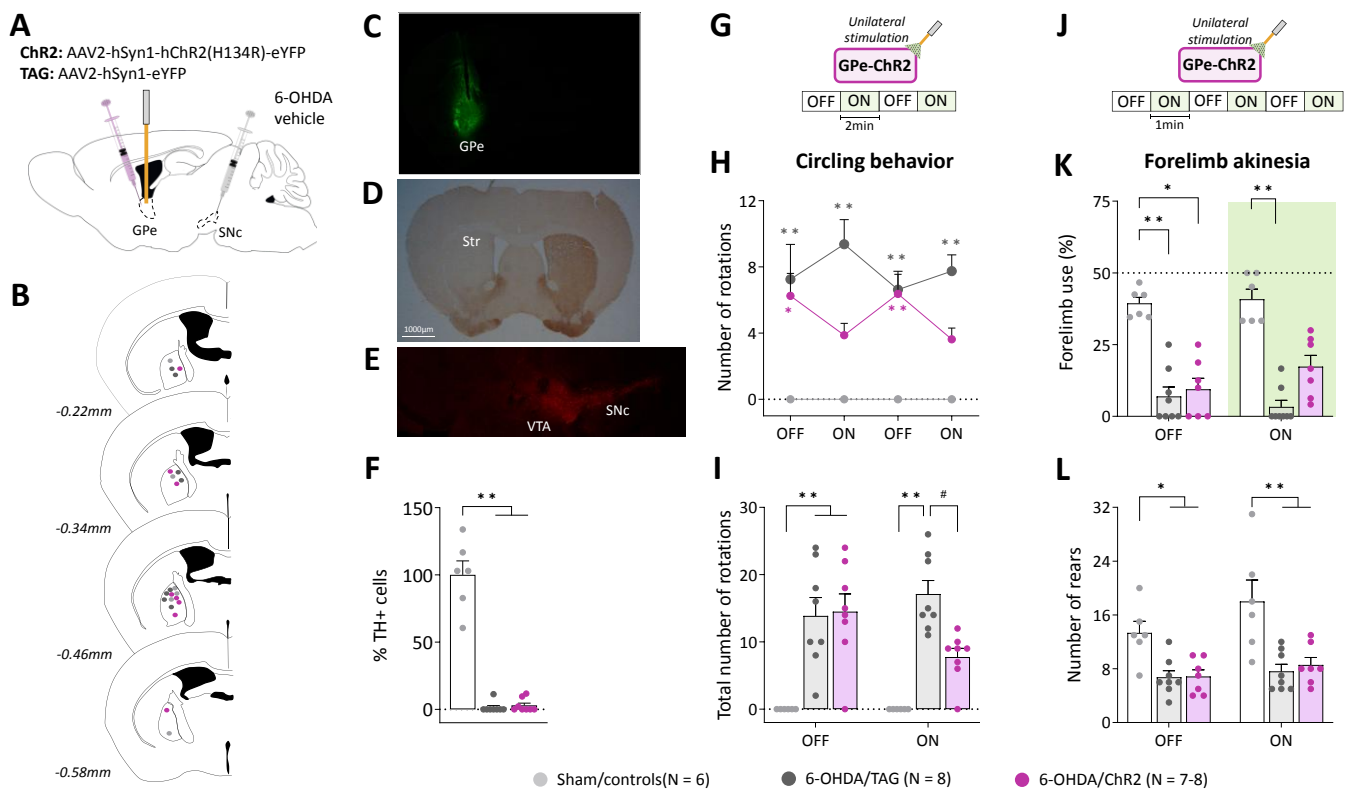 A
ChR2: AAV2-hSyn1-hChR2(H134R)-eYFP
TAG: AAV2-hSyn1-eYFP
6-OHDA
vehicle
GPe
SNc
B
-0.22mm
-0.34mm
-0.46mm
-0.58mm
C
GPe
D
Str
1000μm
E
VTA
SNc
F
% TH+ cells
150
100
50
0
**
G
Unilateral
stimulation
GPe-ChR2
OFF ON OFF ON
2min
H
Circling behavior
Number of rotations
12
8
4
0
**
**
**
**
*
**
OFF ON OFF ON
I
Total number of rotations
30
20
10
0
**
** #
OFF ON
J
Unilateral
stimulation
GPe-ChR2
OFF ON OFF ON OFF ON
1min
K
Forelimb akinesia
Forelimb use (%)
75
50
25
0
*
**
**
OFF ON
L
Number of rears
32
24
16
8
0
*
**
OFF ON
Sham/controls(N = 6)
6-OHDA/TAG (N = 8)
6-OHDA/ChR2 (N = 7-8)